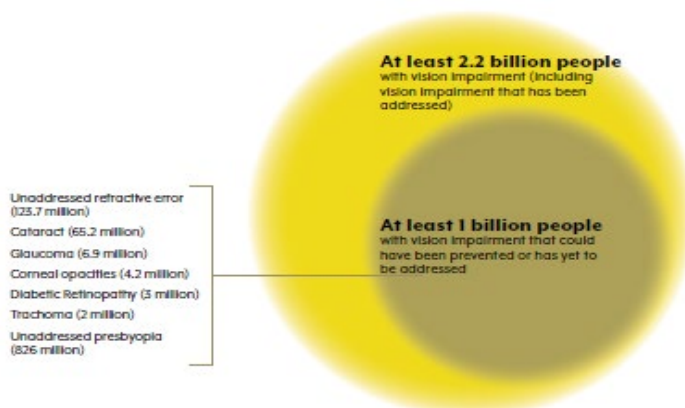 At least 2.2 billion people
with vision impairment (including
vision impairment that has been
addressed)
Unaddressed refractive error
(123.7 million)
Cataract (65.2 million)
Glaucoma (6.9 million)
Corneal opacities (4.2 million)
Diabetic Retinopathy (3 million)
Trachoma (2 million)
Unaddressed presbyopia
(826 million)
At least 1 billion people
with vision impairment that could
have been prevented or has yet to
be addressed